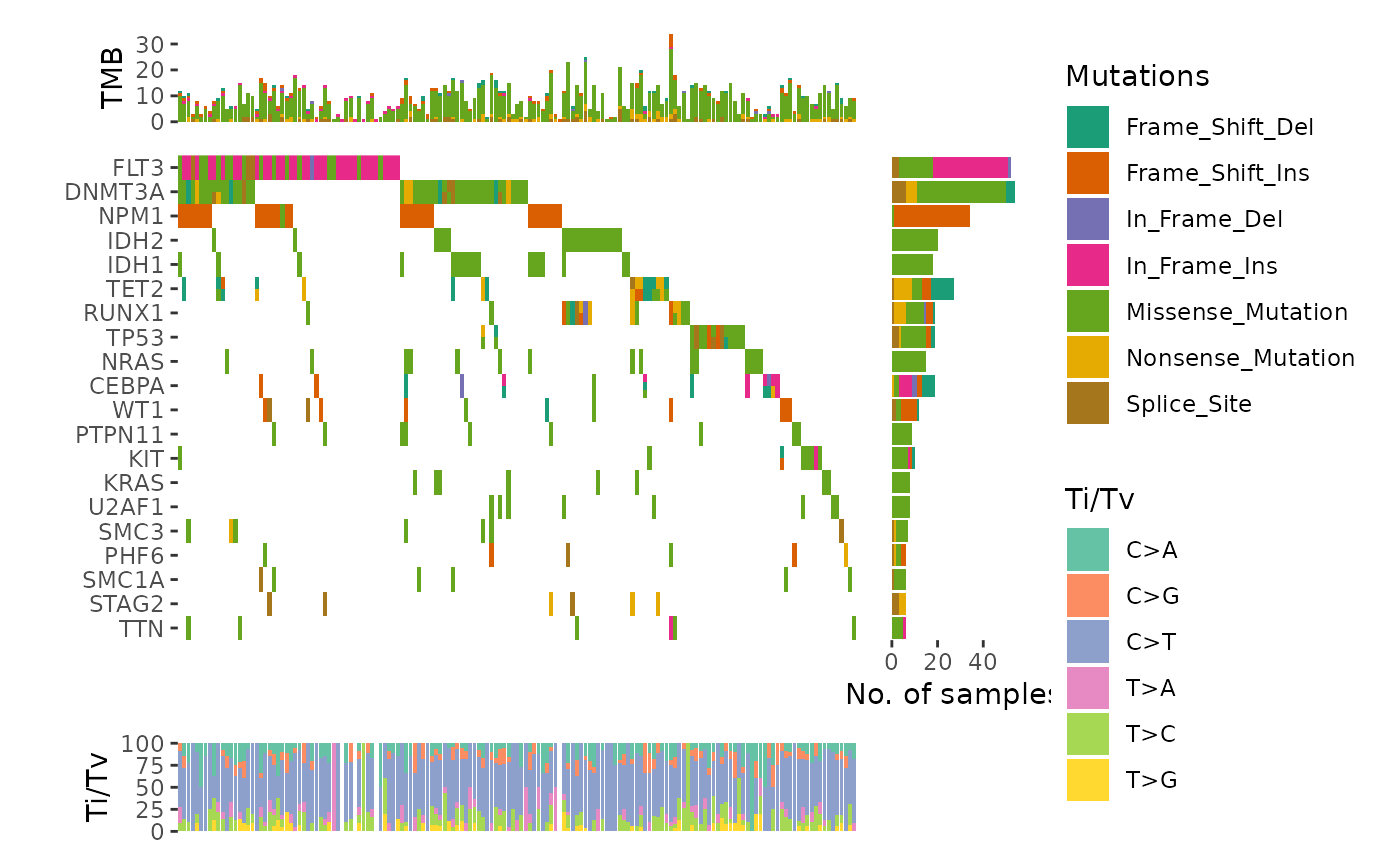 TMB
30
20
10
0
FLT3
DNMT3A
NPM1
IDH2
IDH1
TET2
RUNX1
TP53
NRAS
CEBPA
WT1
PTPN11
KIT
KRAS
U2AF1
SMC3
PHF6
SMC1A
STAG2
TTN
0 20 40
No. of samples
Ti/Tv
100
75
50
25
0
Mutations
Frame_Shift_Del
Frame_Shift_Ins
In_Frame_Del
In_Frame_Ins
Missense_Mutation
Nonsense_Mutation
Splice_Site
Ti/Tv
C>A
C>G
C>T
T>A
T>C
T>G